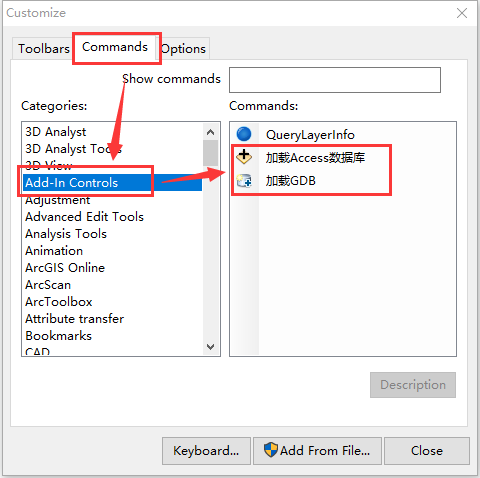 Customize
Toolbars
Commands
Options
Show commands
Categories:
Commands:
3D Analyst
3D Analyst Tools
3D View
Add-In Controls
Adjustment
Advanced Edit Tools
Analysis Tools
Animation
ArcGIS Online
ArcScan
ArcToolbox
Attribute transfer
Bookmarks
CAD
QueryLayerInfo
加载Access数据库
加载GDB
Description
Keyboard...
Add From File...
Close